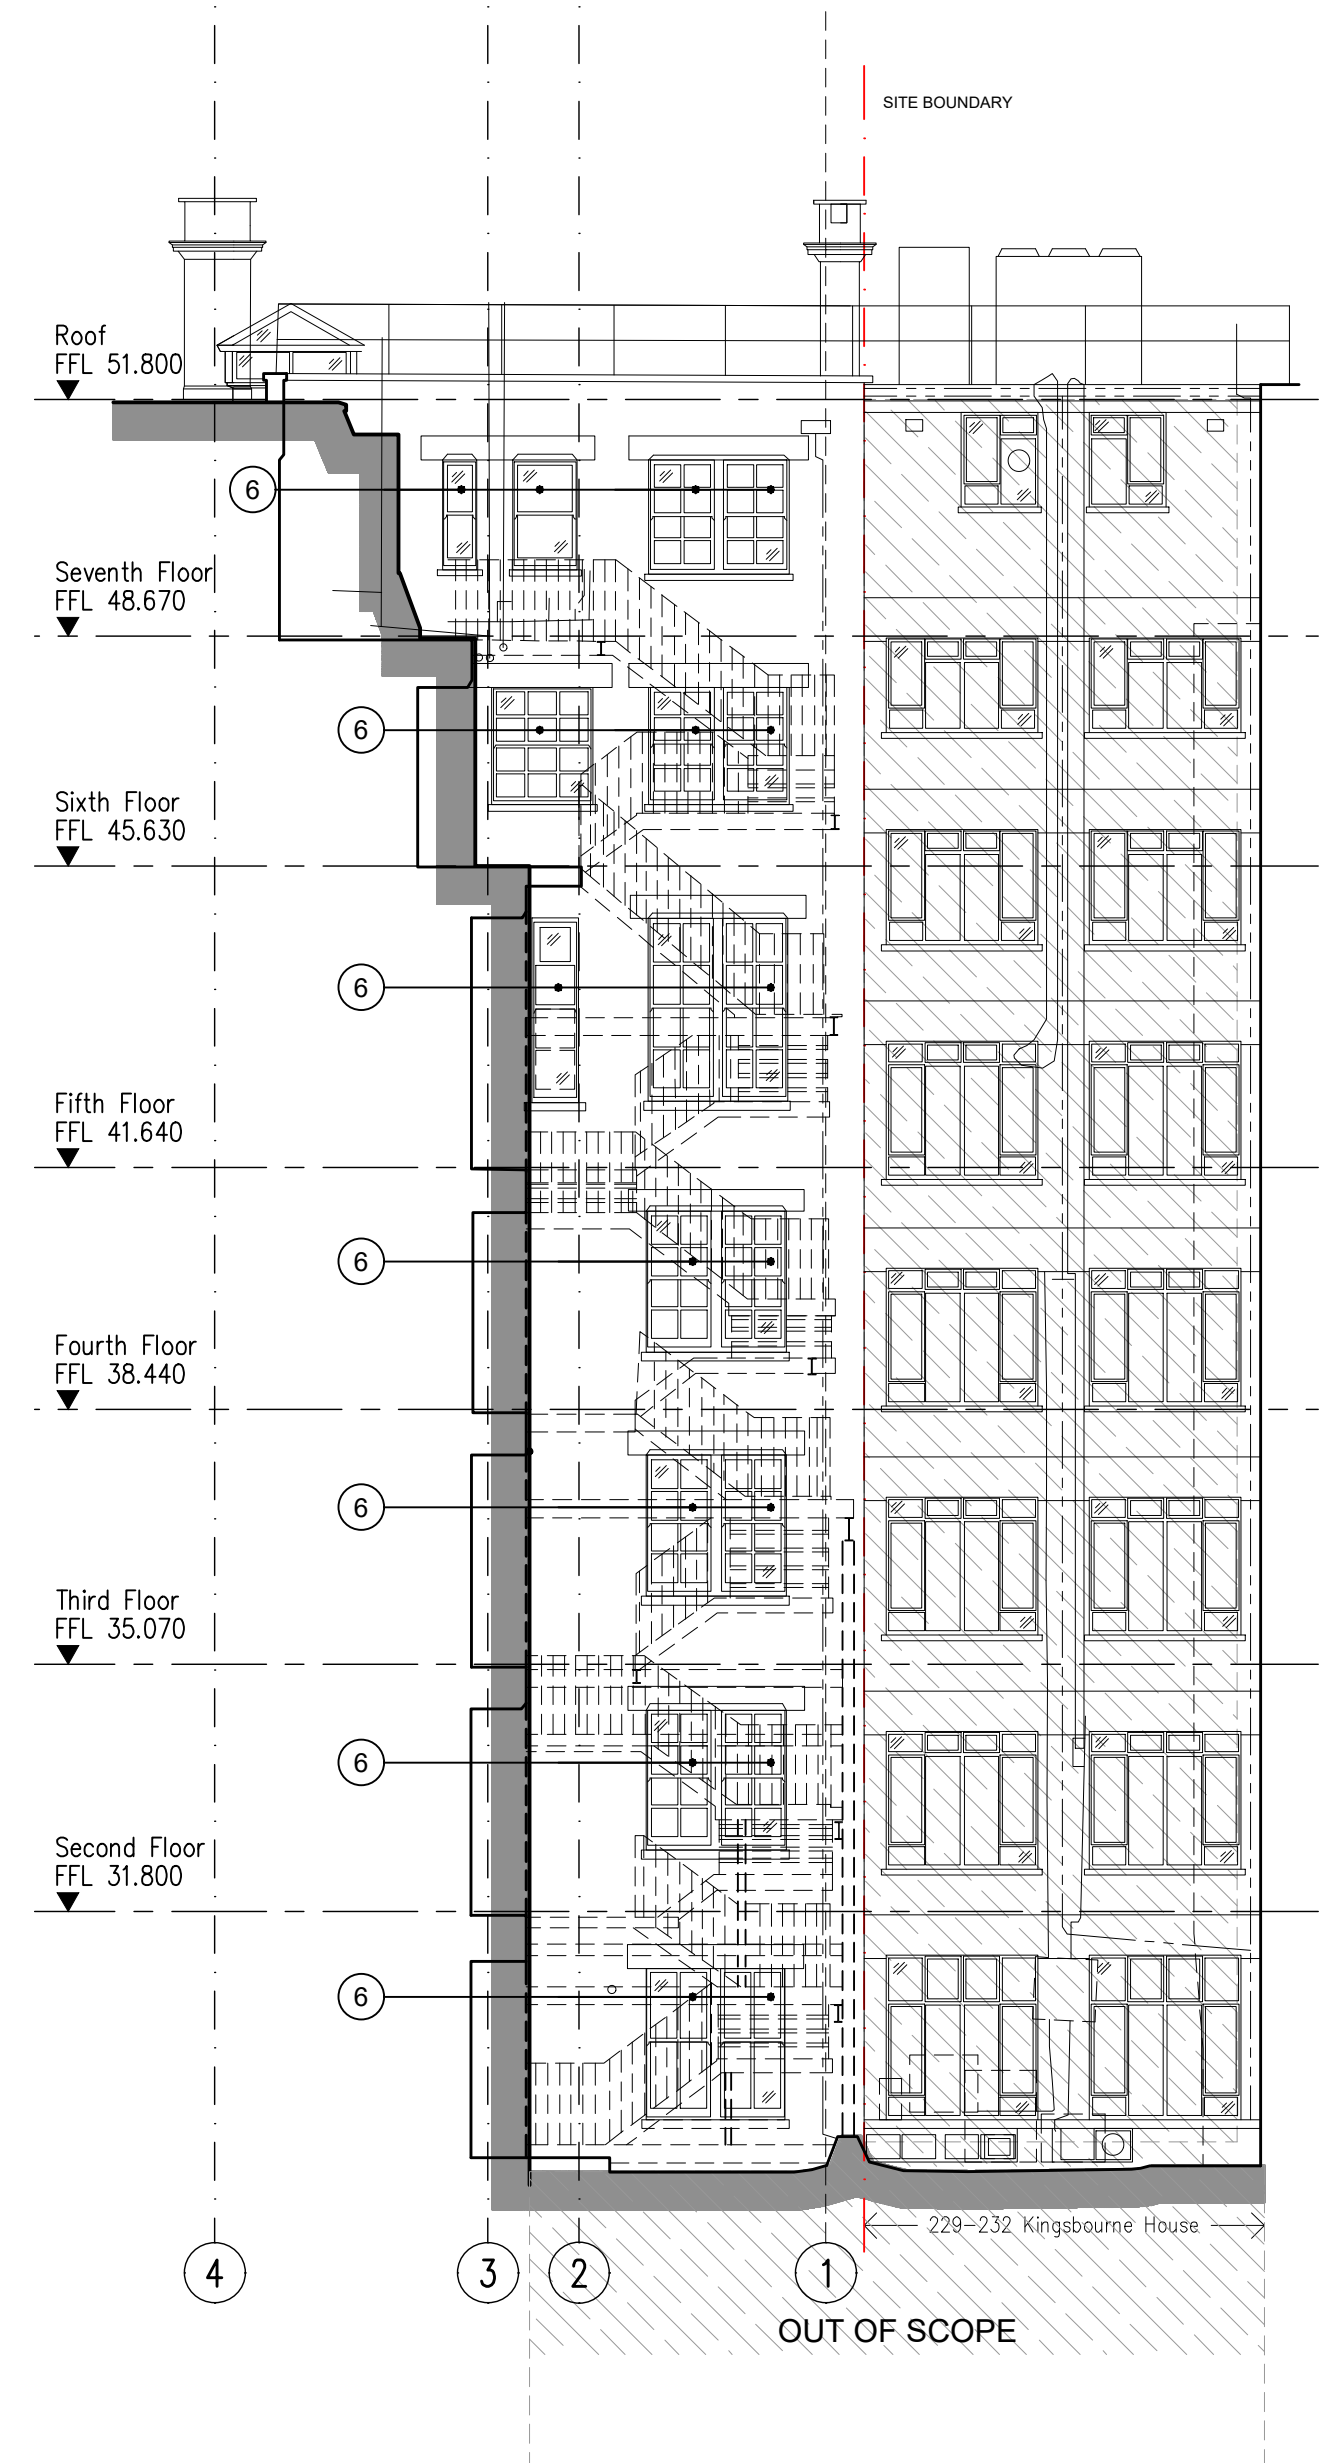 SITE BOUNDARY
Roof
FFL 51.800
6
Seventh Floor
FFL 48.670
6
Sixth Floor
FFL 45.630
6
Fifth Floor
FFL 41.640
6
Fourth Floor
FFL 38.440
6
Third Floor
FFL 35.070
6
Second Floor
FFL 31.800
6
229-232 Kingsbourne House
4
3
2
1
OUT OF SCOPE